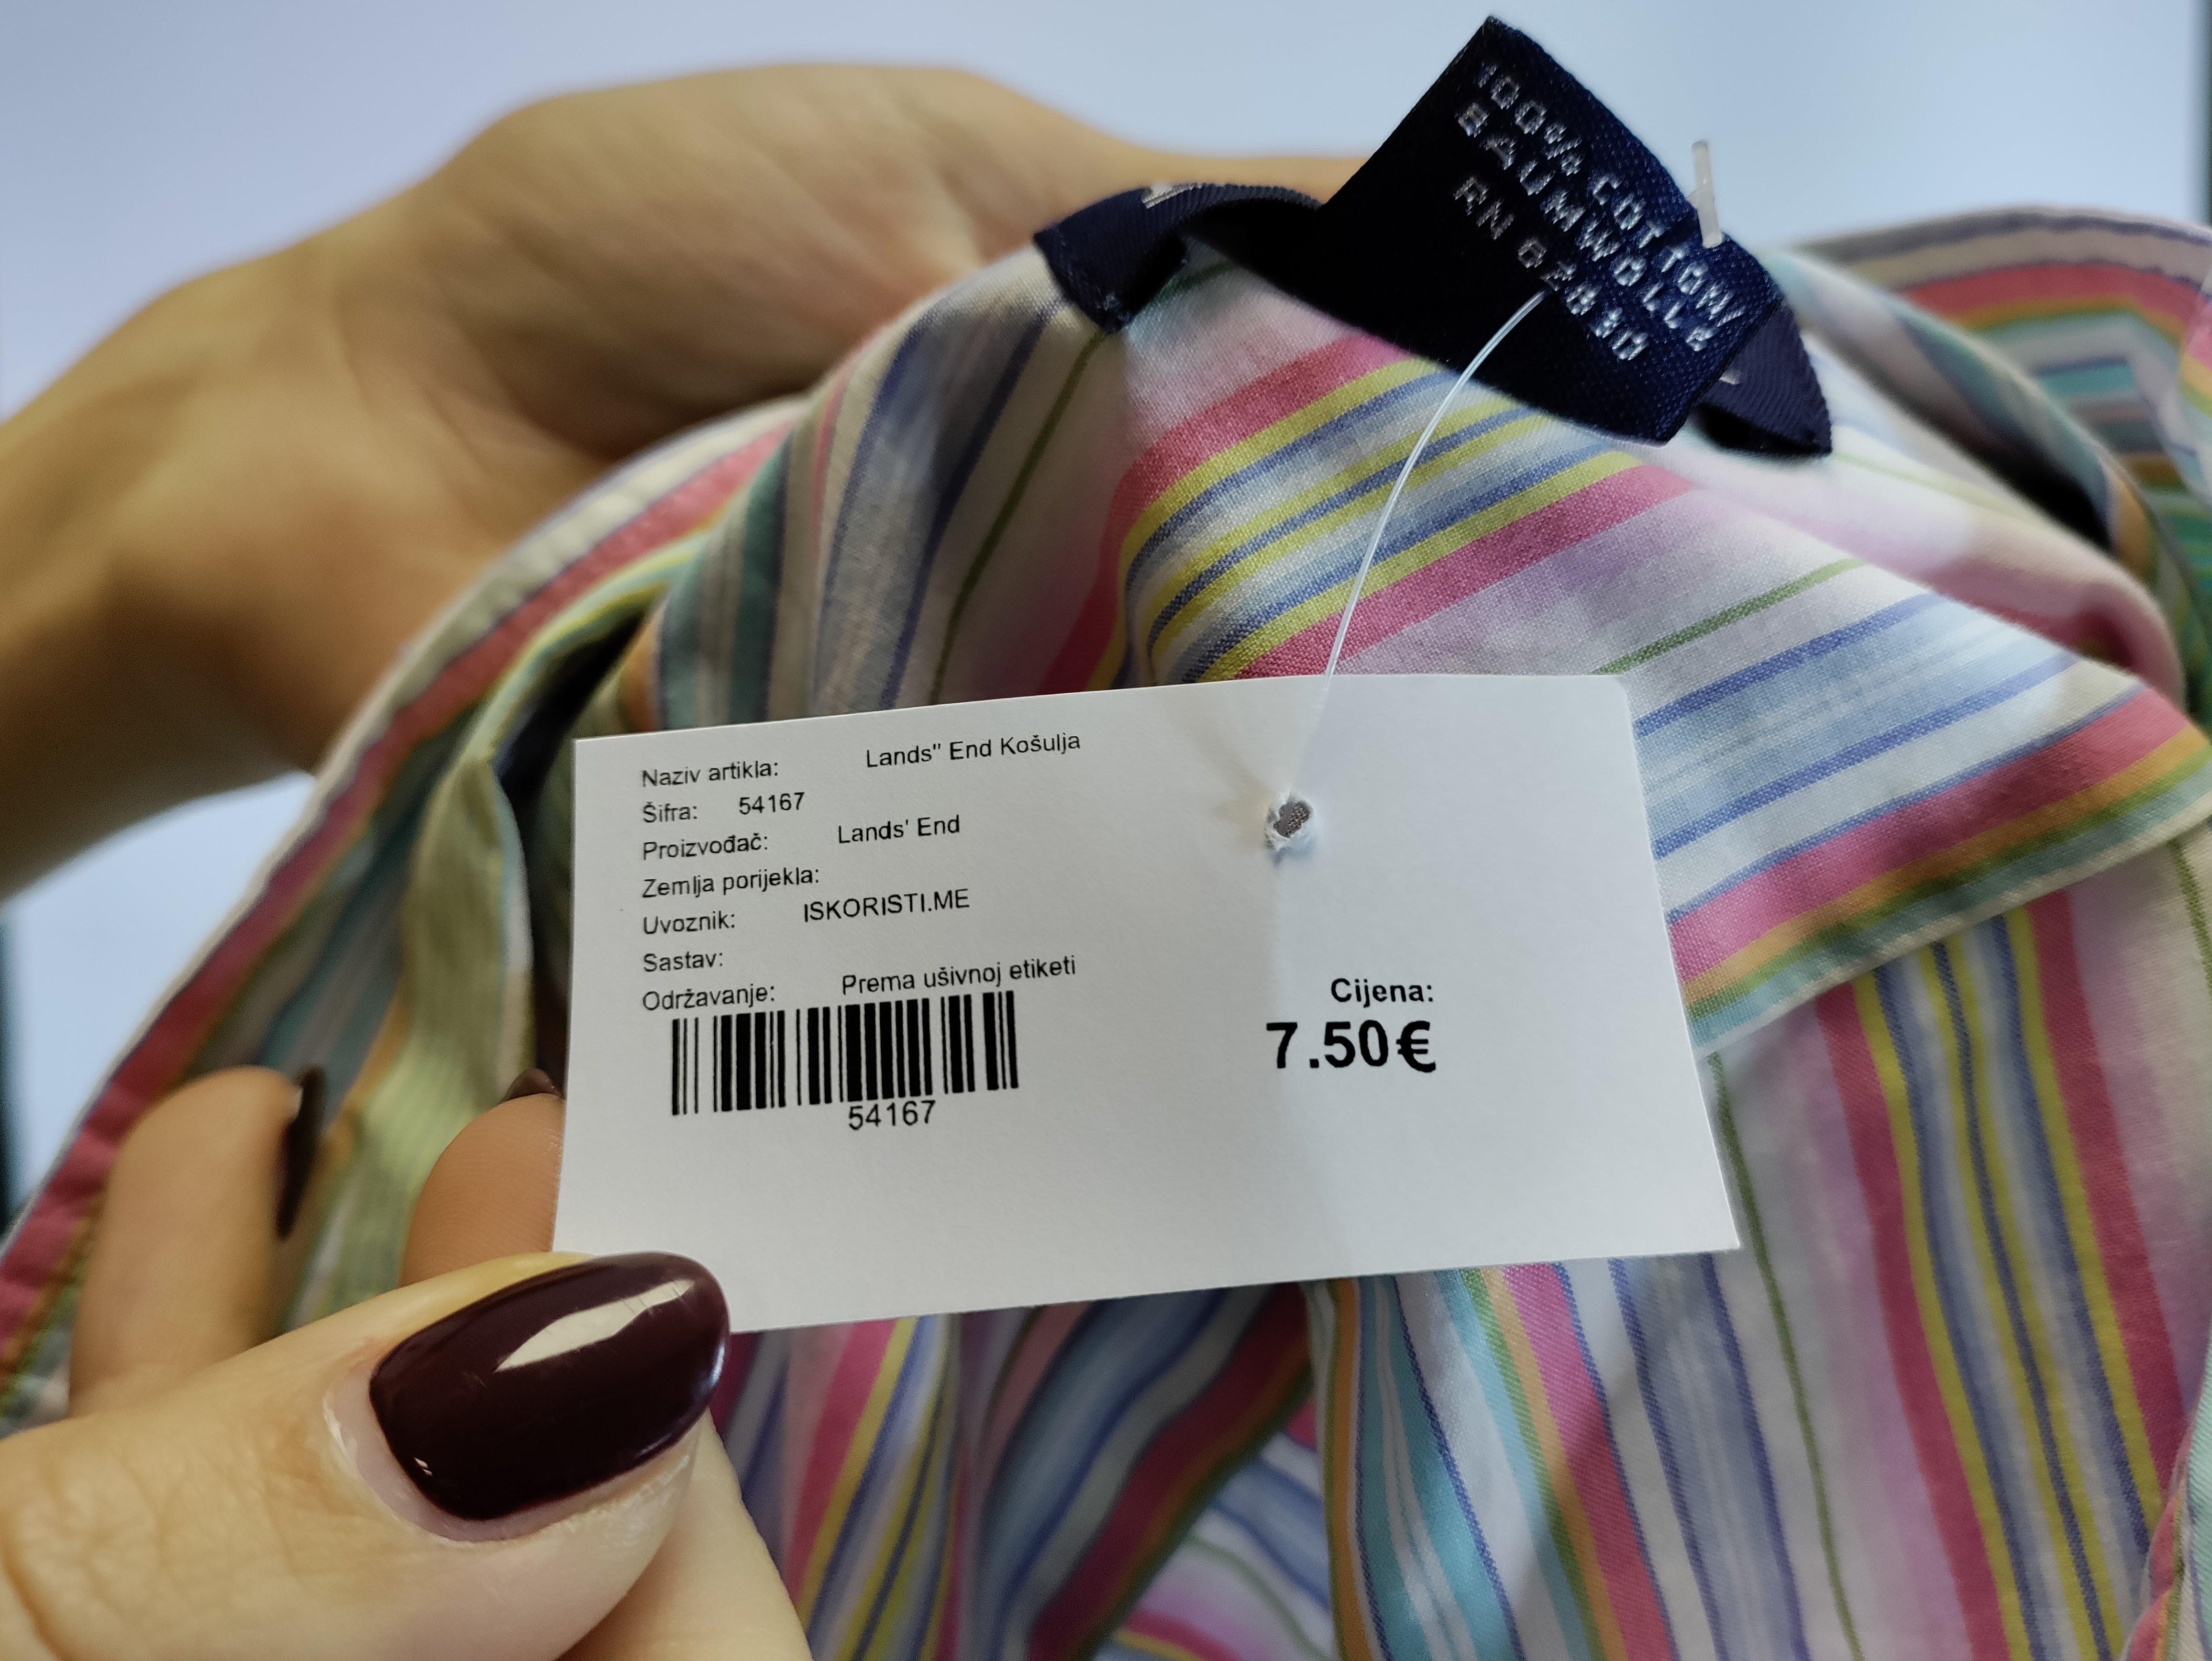 100% COTTON/
BAUMWOLLE
RN 62830
Naziv artikla: Lands" End Košulja
Šifra: 54167
Proizvođač: Lands' End
Zemlja porijekla:
Uvoznik: ISKORISTI.ME
Sastav:
Održavanje: Prema ušivnoj etiketi
54167
Cijena:
7.50€